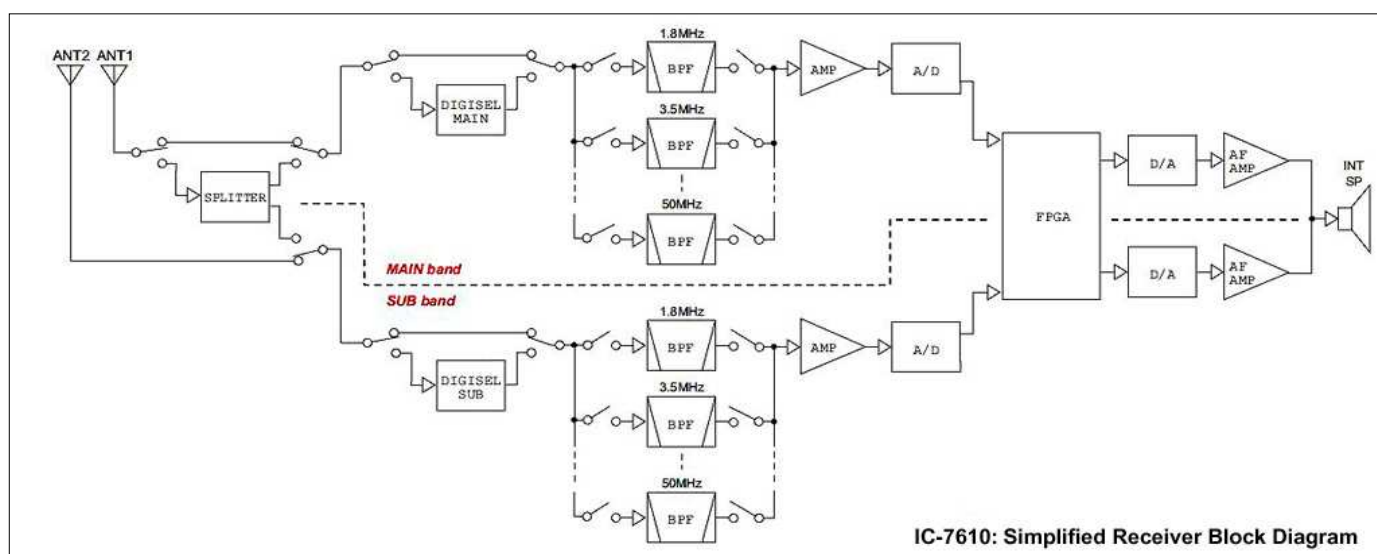 ANT2 ANT1
SPLITTER
DIGISEL
MAIN
1.8MHz
BPF
3.5MHz
BPF
50MHz
BPF
AMP
A/D
MAIN band
SUB band
DIGISEL
SUB
1.8MHz
BPF
3.5MHz
BPF
50MHz
BPF
AMP
A/D
FPGA
D/A
AF
AMP
D/A
AF
AMP
INT
SP
IC-7610: Simplified Receiver Block Diagram